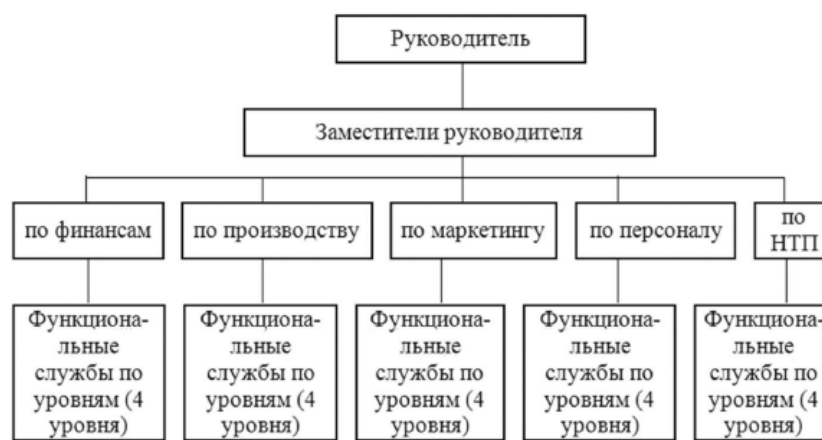 Руководитель
Заместители руководителя
по финансам
по производству
по маркетингу
по персоналу
по
НТП
Функциона-
льные
службы по
уровням (4
уровня)
Функциона-
льные
службы по
уровням (4
уровня)
Функциона-
льные
службы по
уровням (4
уровня)
Функциона-
льные
службы по
уровням (4
уровня)
Функциона-
льные
службы по
уровням (4
уровня)